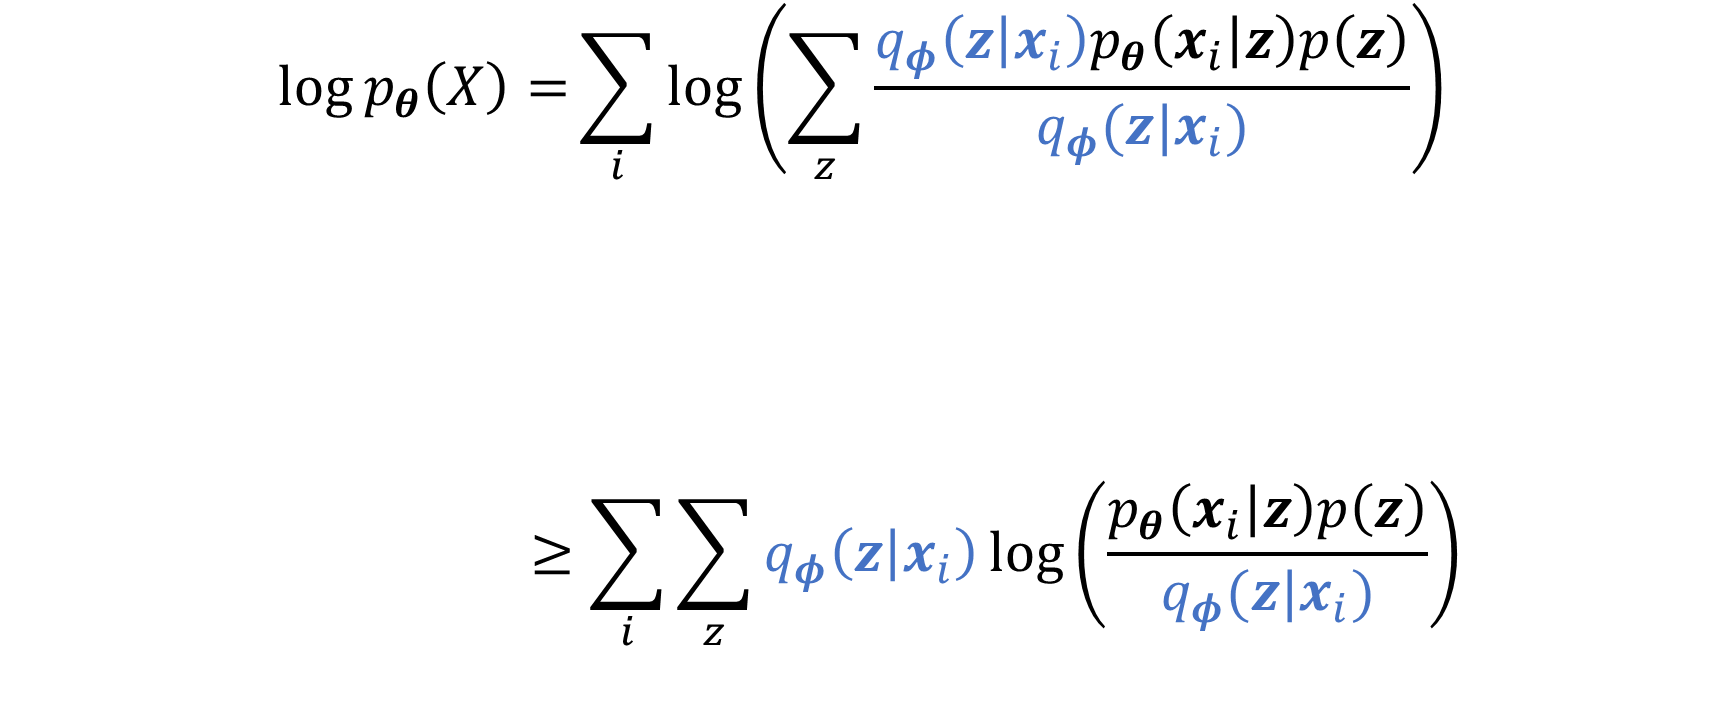 log p_θ(X) = ∑_i log(∑_z q_ϕ(z|x_i)p_θ(x_i|z)p(z) / q_ϕ(z|x_i))
≥ ∑_i ∑_z q_ϕ(z|x_i) log(p_θ(x_i|z)p(z) / q_ϕ(z|x_i))